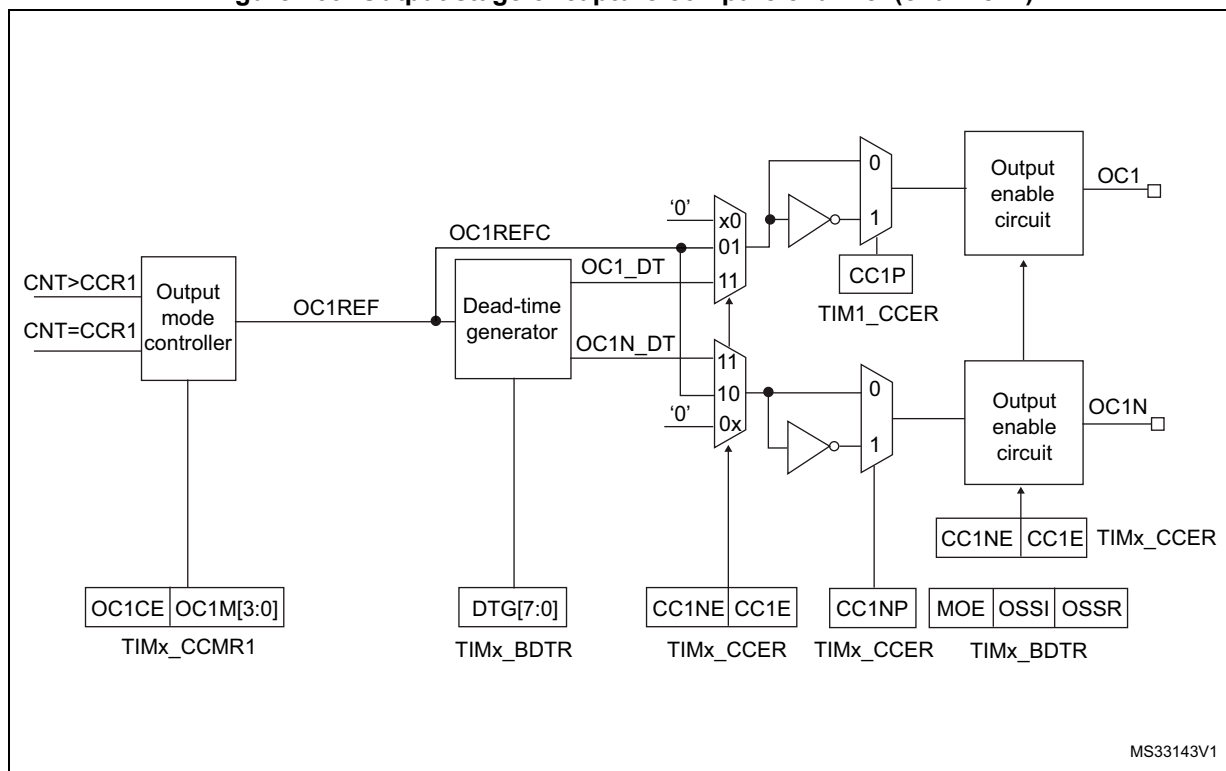 '0'
x0
OC1REFC
01
OC1_DT
11
CNT>CCR1
CNT=CCR1
Output
mode
controller
OC1REF
Dead-time
generator
OC1N_DT
11
10
'0'
0x
0
1
CC1P
TIM1_CCER
Output
enable
circuit
OC1
0
1
Output
enable
circuit
OC1N
CC1NE CC1E TIMx_CCER
OC1CE OC1M[3:0]
TIMx_CCMR1
DTG[7:0]
TIMx_BDTR
CC1NE CC1E
TIMx_CCER
CC1NP
TIMx_CCER
MOE OSSI OSSR
TIMx_BDTR
MS33143V1